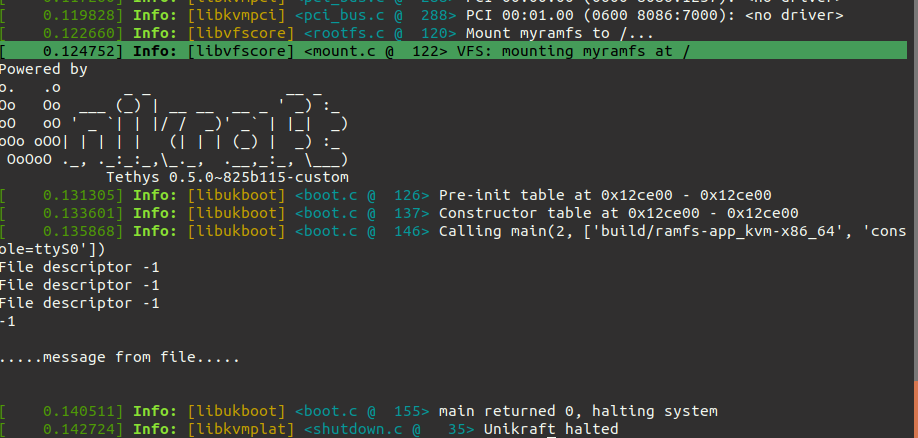 [    0.119828] Info: [libkvmpci] <pci_bus.c @  288> PCI 00:01.00 (0600 8086:7000): <no driver>
[    0.122660] Info: [libvfscore] <rootfs.c @  120> Mount myramfs to /...
[    0.124752] Info: [libvfscore] <mount.c @  122> VFS: mounting myramfs at /
Powered by
o.   .o       _ _               __ _
Oo   Oo  ___ (_) | __ __  __ _ ' _) :_
oO   oO ' _ `| | |/ /  _)' _` | |_|  _)
oOo oOO| | | | |   (| | | (_) |  _) :_
 OoOoO ._, ._:_:_,\_._,  .__,_:_, \___)
            Tethys 0.5.0~825b115-custom
[    0.131305] Info: [libukboot] <boot.c @  126> Pre-init table at 0x12ce00 - 0x12ce00
[    0.133601] Info: [libukboot] <boot.c @  137> Constructor table at 0x12ce00 - 0x12ce00
[    0.135868] Info: [libukboot] <boot.c @  146> Calling main(2, ['build/ramfs-app_kvm-x86_64', 'cons
ole=ttyS0'])
File descriptor -1
File descriptor -1
File descriptor -1
-1
.....message from file.....
[    0.140511] Info: [libukboot] <boot.c @  155> main returned 0, halting system
[    0.142724] Info: [libkvmplat] <shutdown.c @   35> Unikraft halted